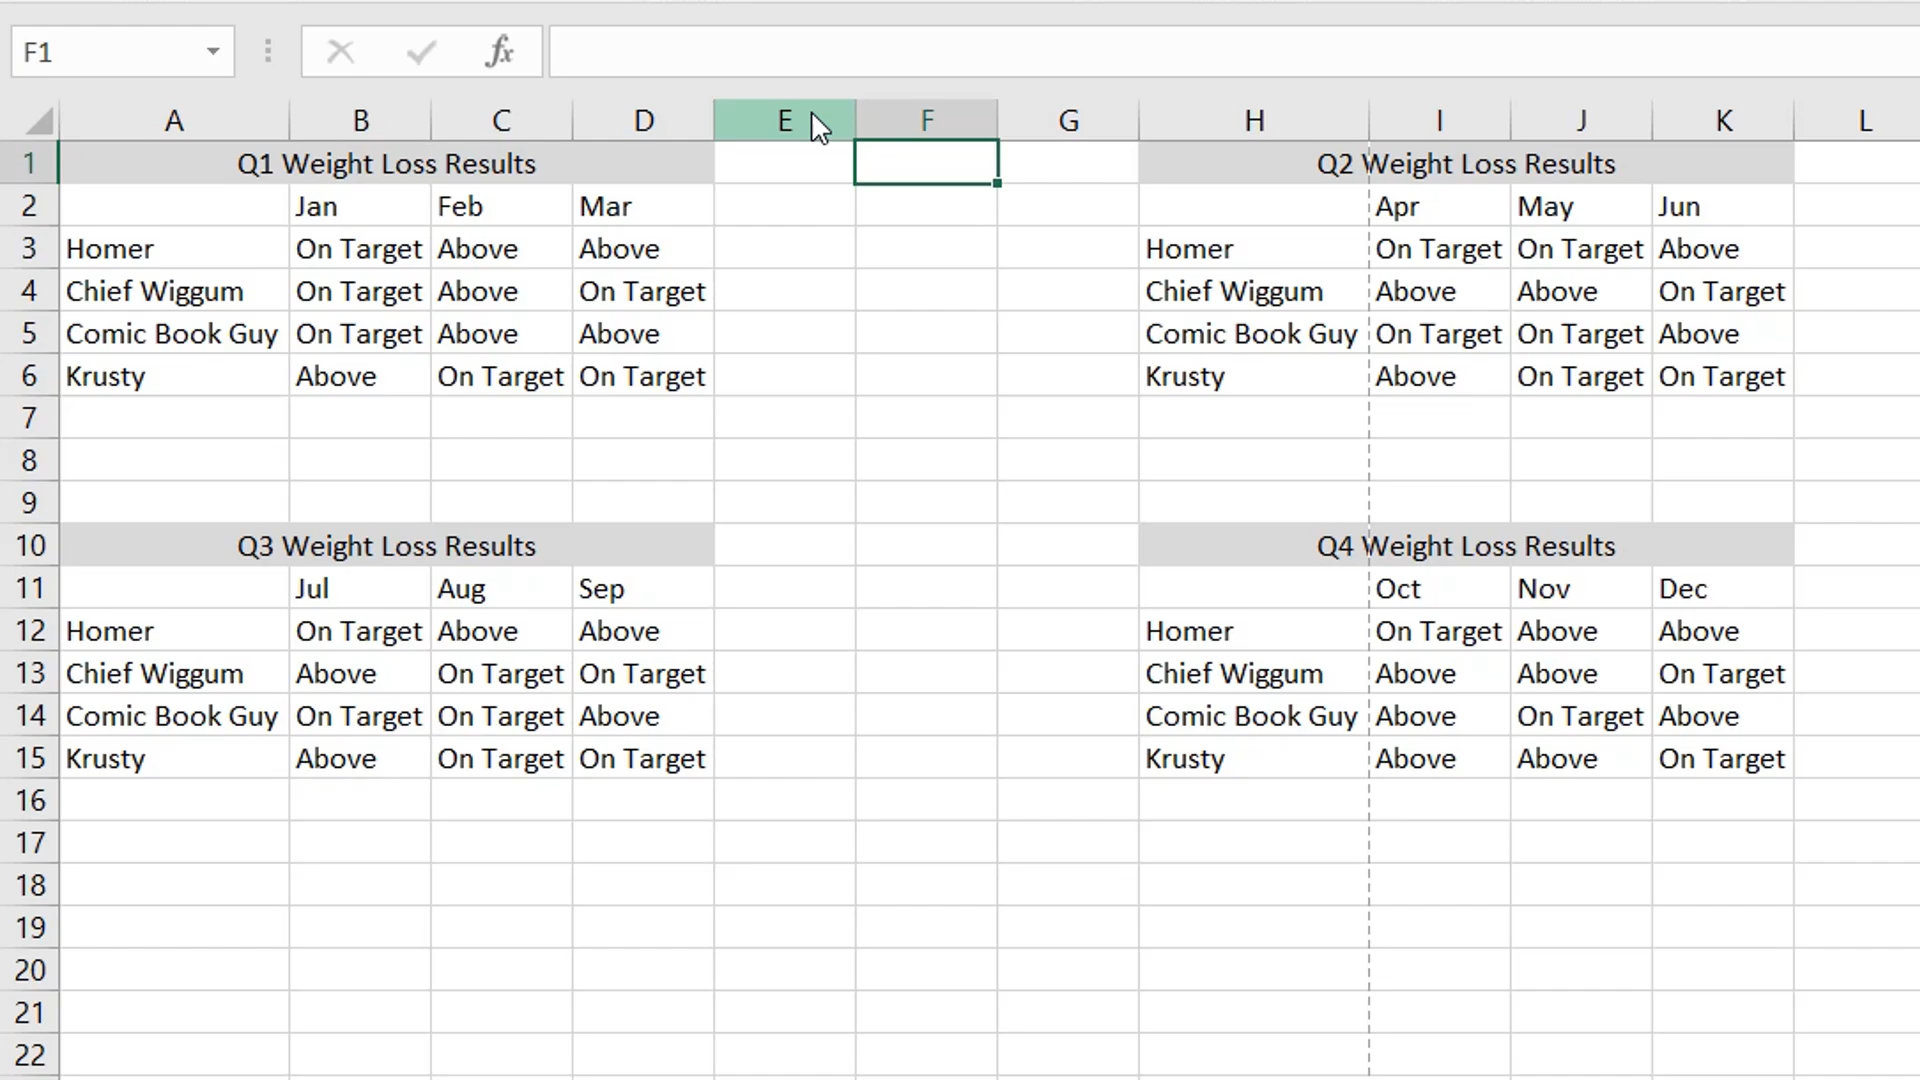 F1 fx
A B C D E F G H I J K L
1 Q1 Weight Loss Results Q2 Weight Loss Results
2 Jan Feb Mar Apr May Jun
3 Homer On Target Above Above Homer On Target On Target Above
4 Chief Wiggum On Target Above On Target Chief Wiggum Above Above On Target
5 Comic Book Guy On Target Above Above Comic Book Guy On Target On Target Above
6 Krusty Above On Target On Target Krusty Above On Target On Target
7
8
9
10 Q3 Weight Loss Results Q4 Weight Loss Results
11 Jul Aug Sep Oct Nov Dec
12 Homer On Target Above Above Homer On Target Above Above
13 Chief Wiggum Above On Target On Target Chief Wiggum Above Above On Target
14 Comic Book Guy On Target On Target Above Comic Book Guy Above On Target Above
15 Krusty Above On Target On Target Krusty Above Above On Target
16
17
18
19
20
21
22